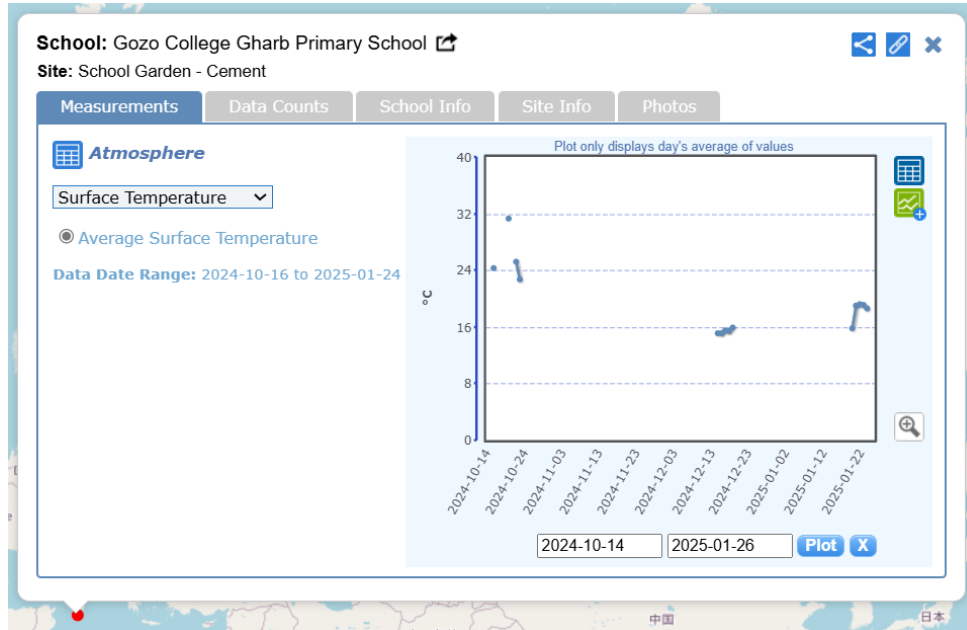 School: Gozo College Gharb Primary School
Site: School Garden - Cement
Measurements
Data Counts
School Info
Site Info
Photos
Atmosphere
Surface Temperature
Average Surface Temperature
Data Date Range: 2024-10-16 to 2025-01-24
Plot only displays day's average of values
40
32
24
16
8
0
°C
2024-10-14
2024-10-24
2024-11-03
2024-11-13
2024-11-23
2024-12-03
2024-12-13
2024-12-23
2025-01-02
2025-01-12
2025-01-22
2024-10-14
2025-01-26
Plot
X
中国
日本